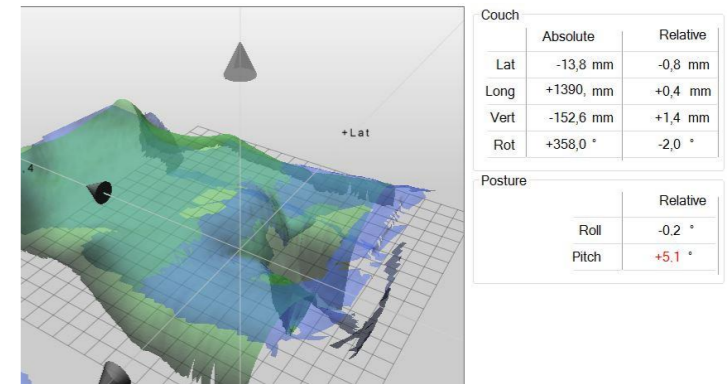 Couch
Absolute Relative
Lat -13,8 mm -0,8 mm
Long +1390, mm +0,4 mm
Vert -152,6 mm +1,4 mm
Rot +358,0 ° -2,0 °
+Lat
.4
Posture
Relative
Roll -0.2 °
Pitch +5.1 °